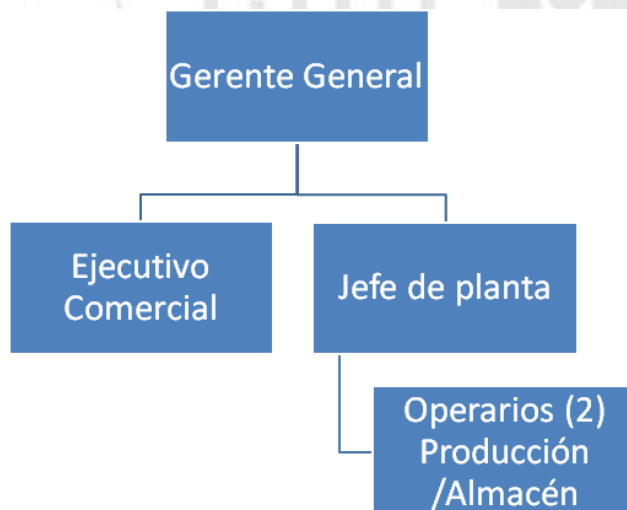 Gerente General
Ejecutivo
Comercial
Jefe de planta
Operarios (2)
Producción
/Almacén